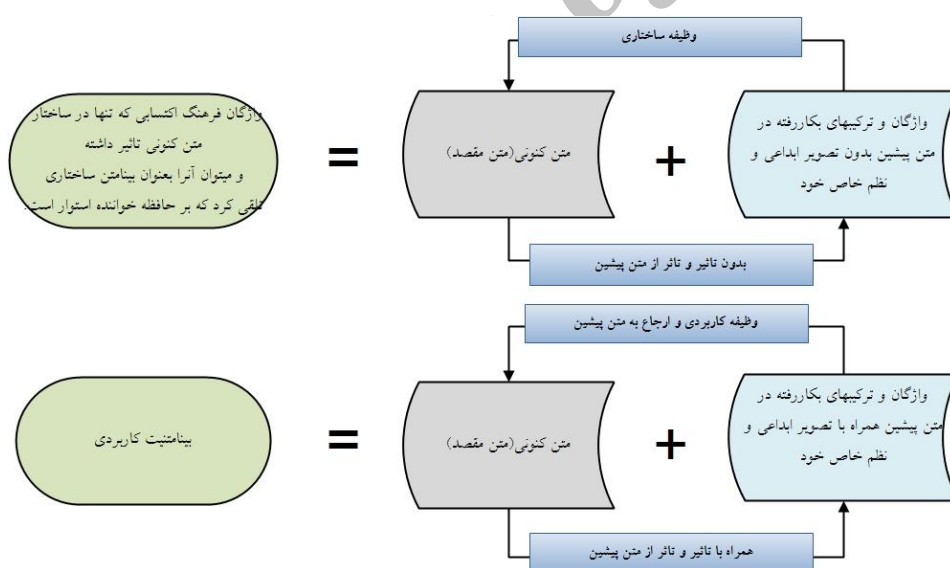 وظیفه ساختاری
واژگان و ترکیبهای بکاررفته در
متن پیشین بدون تصویر ابداعی و
نظم خاص خود
+
متن کنونی(متن مقصد)
=
واژگان فرهنگ اکتسابی که تنها در ساختار
متن کنونی تاثیر داشته
و میتوان آنرا بعنوان بینامتن ساختاری
تلقی کرد که بر حافظه خواننده استوار است.
بدون تاثیر و تاثر از متن پیشین
وظیفه کاربردی و ارجاع به متن پیشین
واژگان و ترکیبهای بکاررفته در
متن پیشین همراه با تصویر ابداعی و
نظم خاص خود
+
متن کنونی(متن مقصد)
=
بینامتنیت کاربردی
همراه با تاثیر و تاثر از متن پیشین